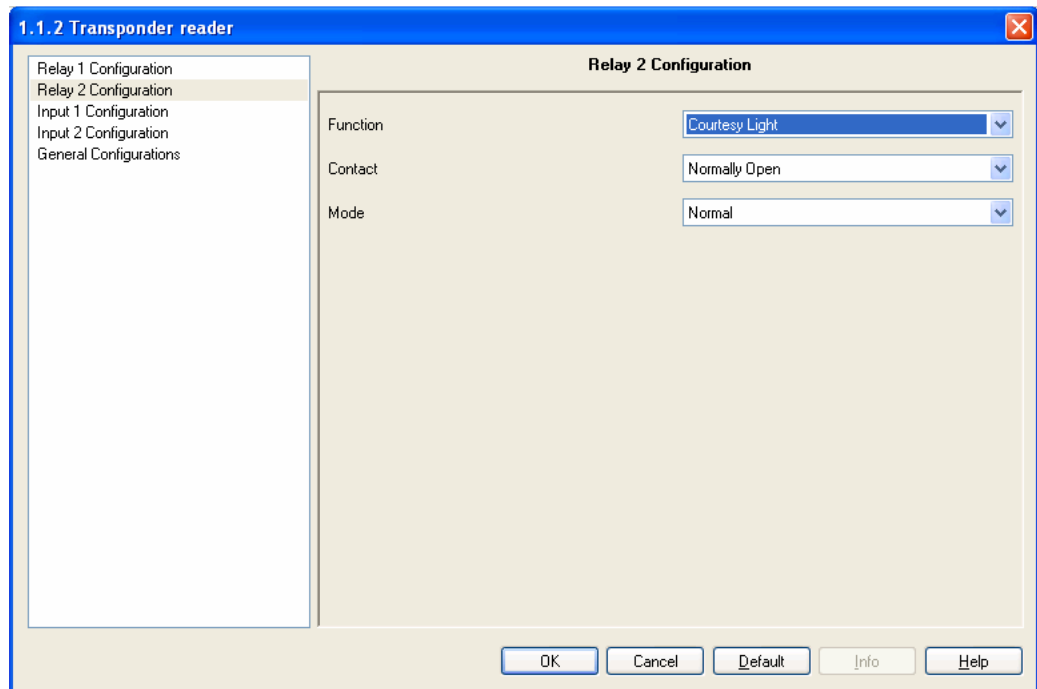 1.1.2 Transponder reader
Relay 1 Configuration
Relay 2 Configuration
Input 1 Configuration
Input 2 Configuration
General Configurations
Relay 2 Configuration
Function
Courtesy Light
Contact
Normally Open
Mode
Normal
OK
Cancel
Default
Info
Help